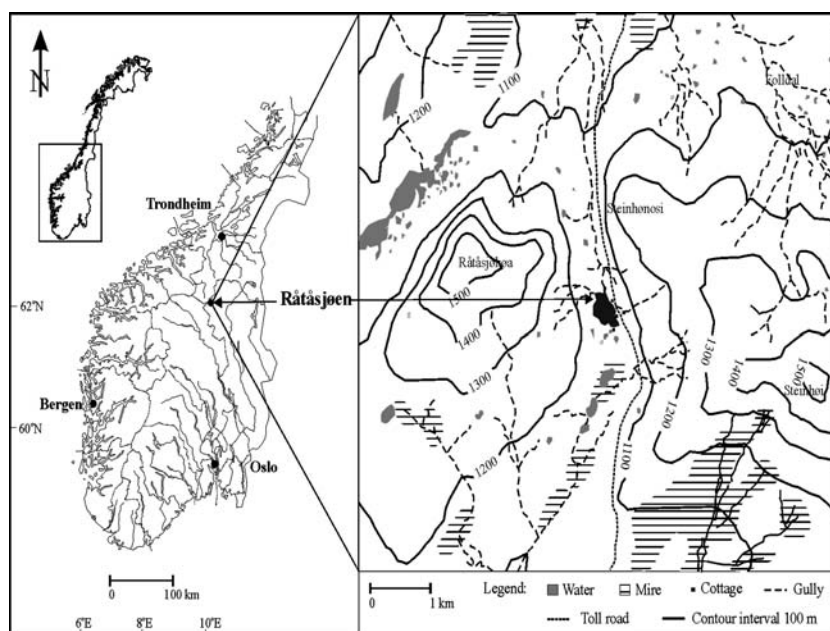 N
Trondheim
62°N
Råtåsjøen
Bergen
60°N
Oslo
0 100 km
6°E 8°E 10°E
1200
1100
Folldal
Steinhønosi
Råtåsjøhøa
1500
1400
1300
1200
1300
1400
1500
Steinhøi
1200
1100
0 1 km
Legend: Water Mire Cottage Gully
Toll road Contour interval 100 m